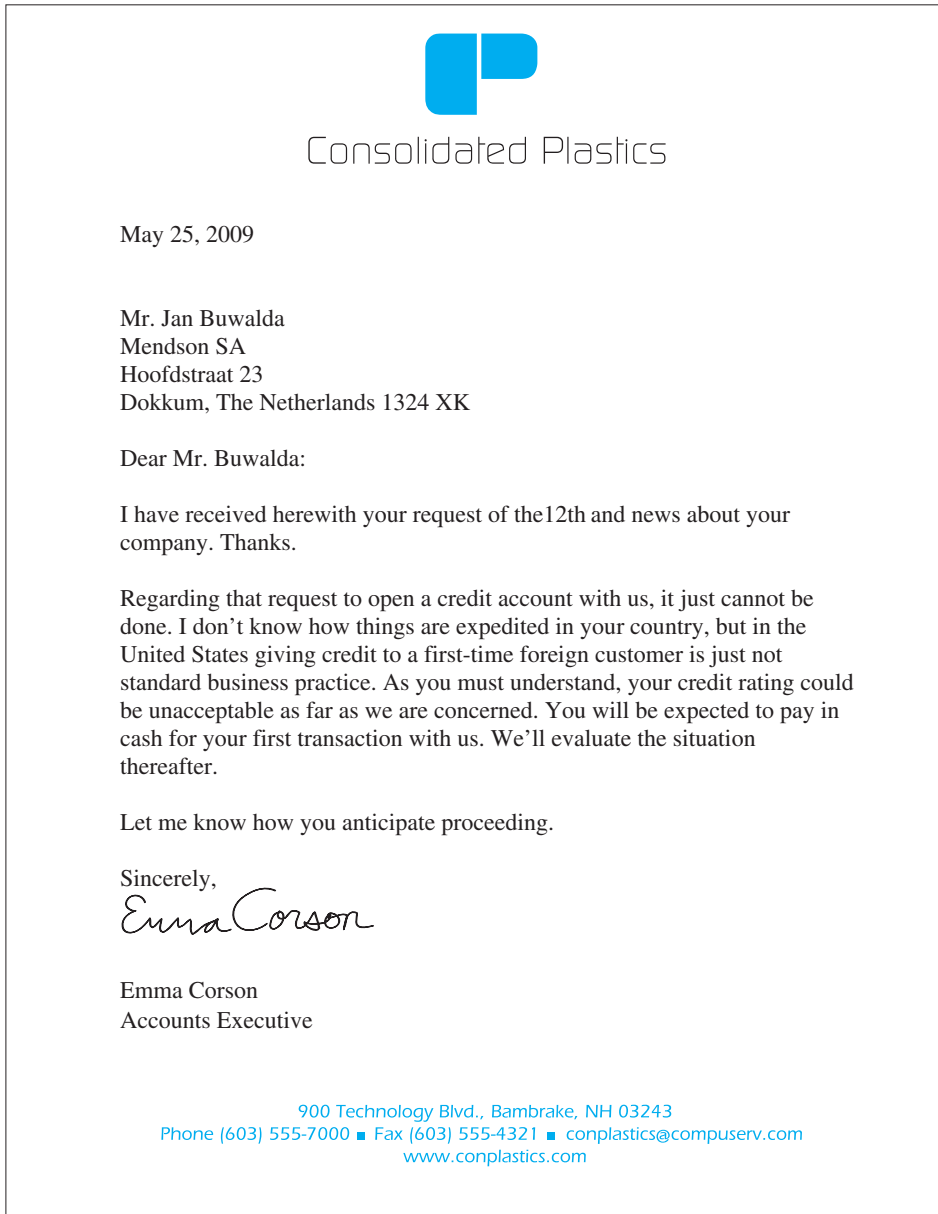 Consolidated Plastics
May 25, 2009
Mr. Jan Buwalda
Mendson SA
Hoofdstraat 23
Dokkum, The Netherlands 1324 XK
Dear Mr. Buwalda:
I have received herewith your request of the12th and news about your
company. Thanks.
Regarding that request to open a credit account with us, it just cannot be
done. I don’t know how things are expedited in your country, but in the
United States giving credit to a first-time foreign customer is just not
standard business practice. As you must understand, your credit rating could
be unacceptable as far as we are concerned. You will be expected to pay in
cash for your first transaction with us. We’ll evaluate the situation
thereafter.
Let me know how you anticipate proceeding.
Sincerely,
Emma Corson
Emma Corson
Accounts Executive
900 Technology Blvd., Bambrake, NH 03243
Phone (603) 555-7000 ■ Fax (603) 555-4321 ■ conplastics@compuserv.com
www.conplastics.com